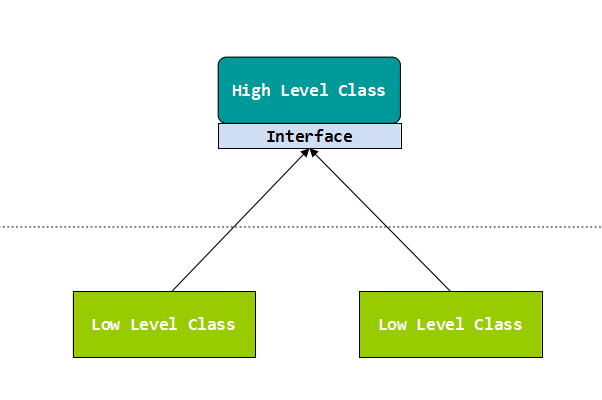 High Level Class
Interface
Low Level Class
Low Level Class